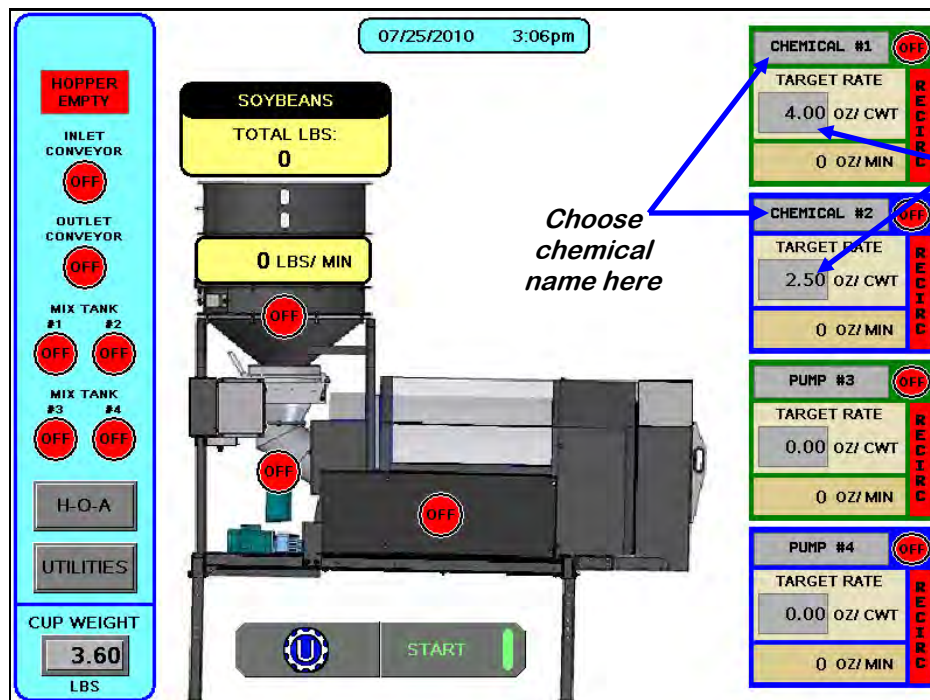 07/25/2010 3:06pm
HOPPER
EMPTY
INLET
CONVEYOR
OFF
OUTLET
CONVEYOR
OFF
MIX TANK
#1 #2
OFF OFF
MIX TANK
#3 #4
OFF OFF
H-O-A
UTILITIES
CUP WEIGHT
3.60
LBS
SOYBEANS
TOTAL LBS:
0
0 LBS/ MIN
OFF
OFF
OFF
U
START
Choose
chemical
name here
CHEMICAL #1 OFF
TARGET RATE
4.00 OZ/ CWT
0 OZ/ MIN
RECIRC
CHEMICAL #2 OFF
TARGET RATE
2.50 OZ/ CWT
0 OZ/ MIN
RECIRC
PUMP #3 OFF
TARGET RATE
0.00 OZ/ CWT
0 OZ/ MIN
RECIRC
PUMP #4 OFF
TARGET RATE
0.00 OZ/ CWT
0 OZ/ MIN
RECIRC